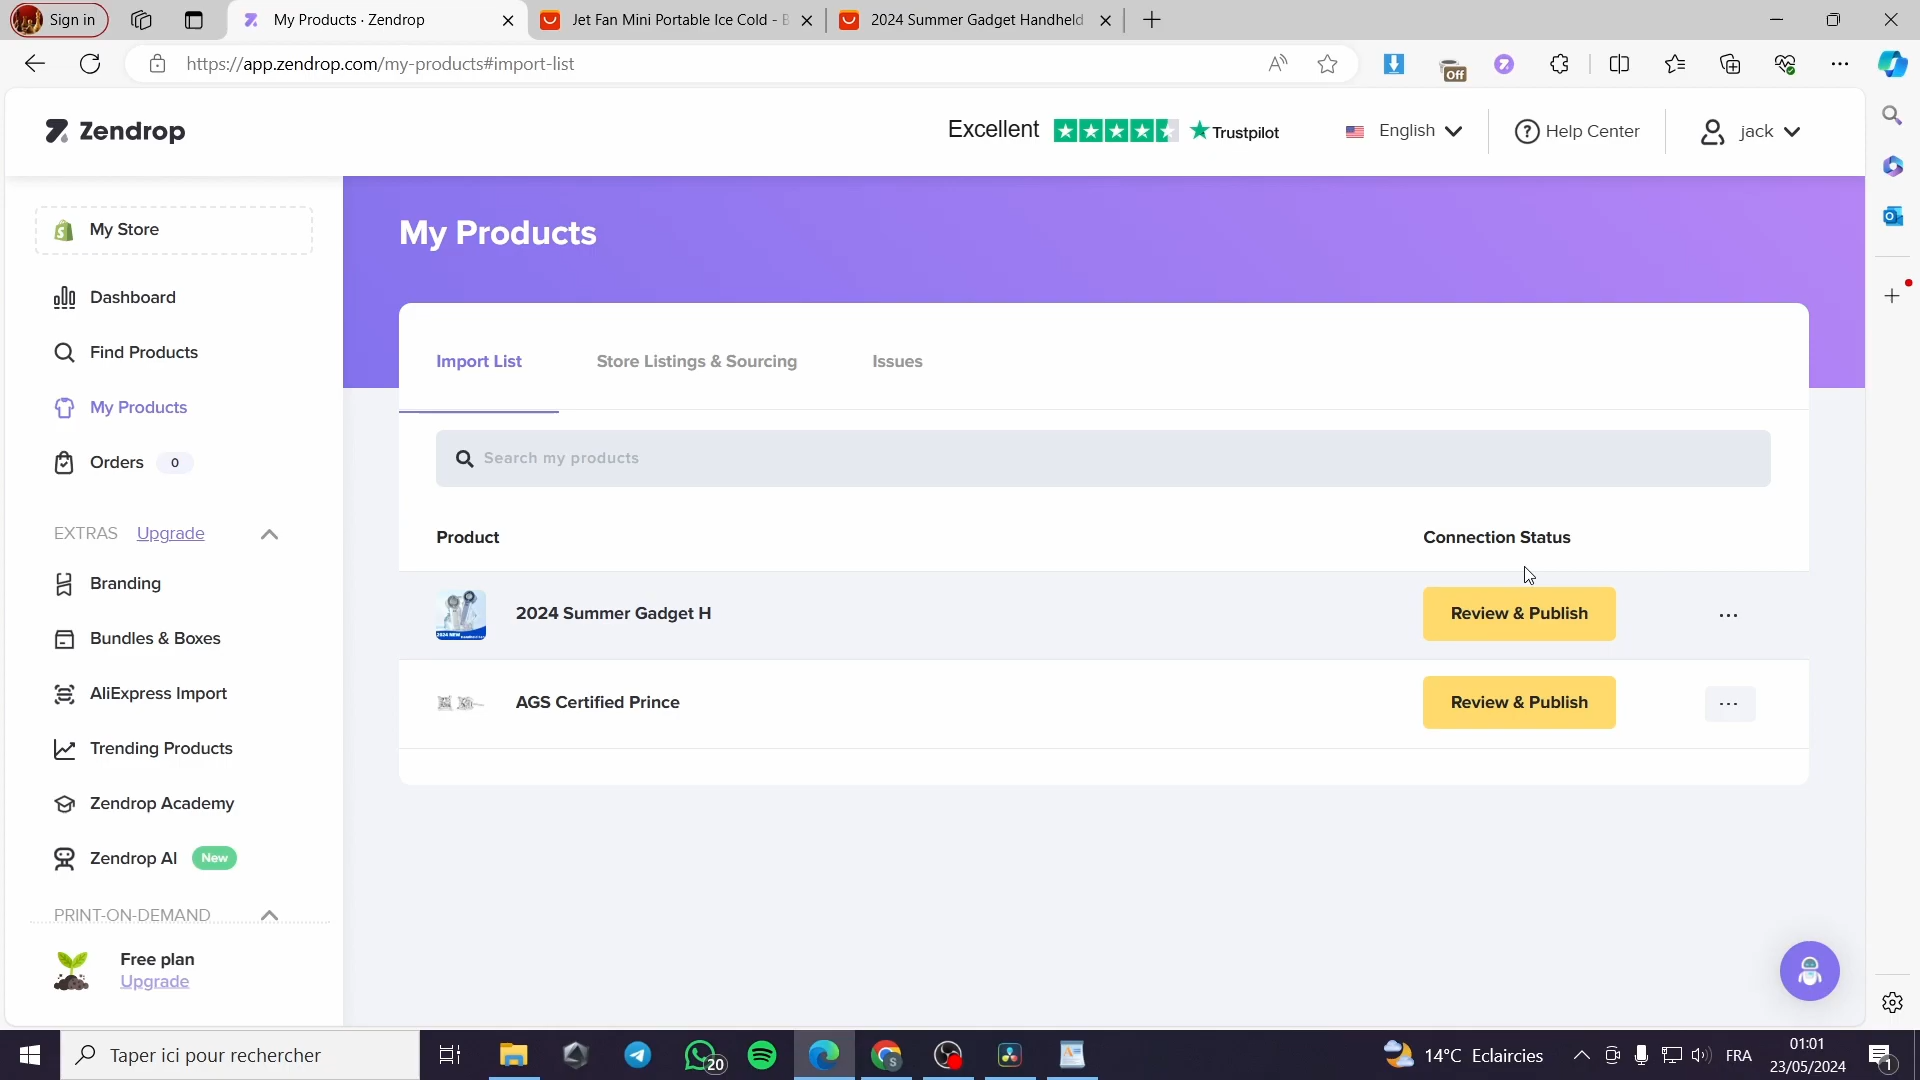 Sign in
My Products · Zendrop
Jet Fan Mini Portable Ice Cold - B
2024 Summer Gadget Handheld
https://app.zendrop.com/my-products#import-list
Off
Zendrop
Excellent
Trustpilot
English
Help Center
jack
My Store
My Products
Dashboard
Find Products
Import List
Store Listings & Sourcing
Issues
My Products
Orders 0
Search my products
EXTRAS Upgrade
Product
Connection Status
Branding
2024 Summer Gadget H
Review & Publish
...
Bundles & Boxes
AliExpress Import
AGS Certified Prince
Review & Publish
...
Trending Products
Zendrop Academy
Zendrop AI New
PRINT-ON-DEMAND
Free plan
Upgrade
Taper ici pour rechercher
20
14°C Eclaircies
FRA
01:01
23/05/2024
1